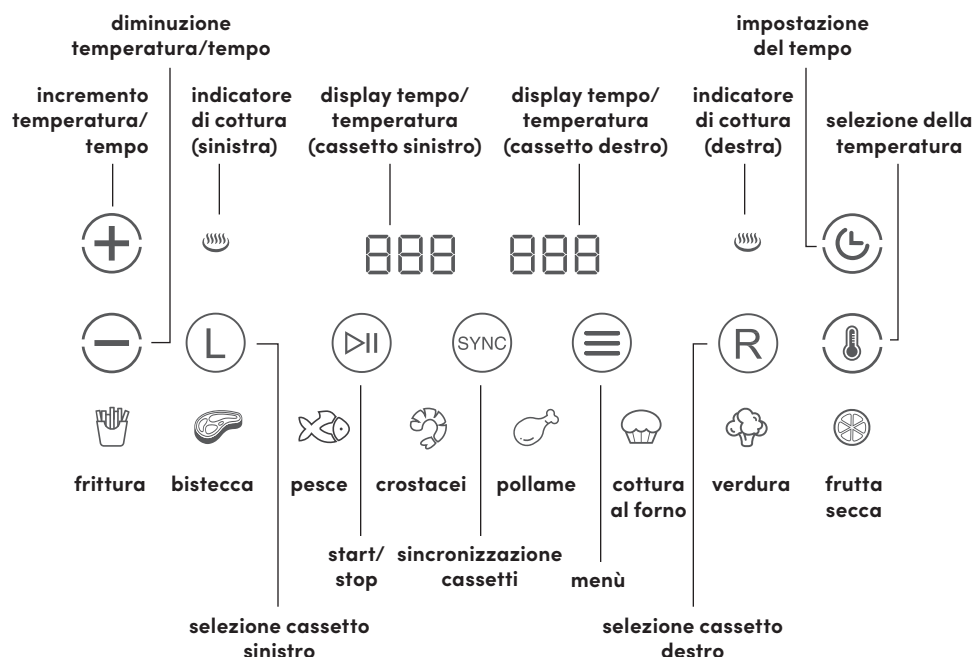 diminuzione
temperatura/tempo
impostazione
del tempo
incremento
temperatura/
tempo
indicatore
di cottura
(sinistra)
display tempo/
temperatura
(cassetto sinistro)
display tempo/
temperatura
(cassetto destro)
indicatore
di cottura
(destra)
selezione della
temperatura
888
888
L
SYNC
R
frittura
bistecca
pesce
crostacei
pollame
cottura
al forno
verdura
frutta
secca
start/
stop
sincronizzazione
cassetti
menù
selezione cassetto
sinistro
selezione cassetto
destro